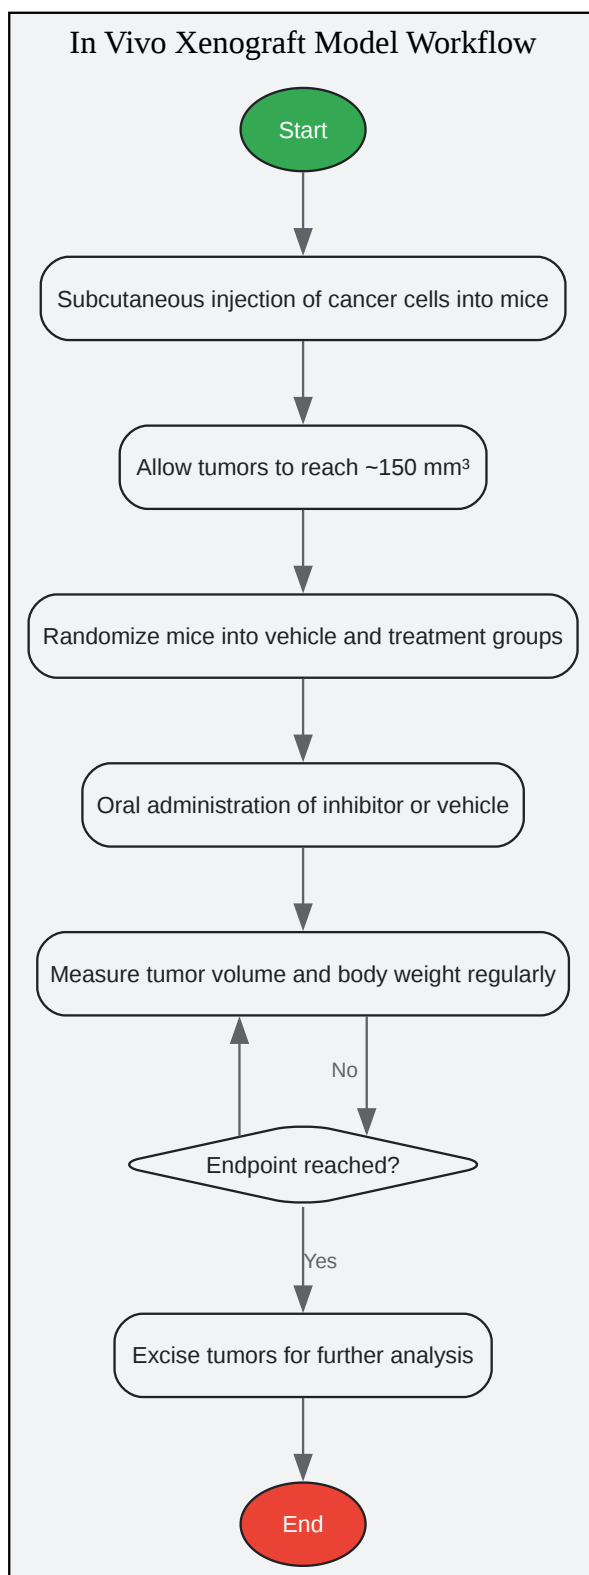 In Vivo Xenograft Model Workflow
Start
Subcutaneous injection of cancer cells into mice
Allow tumors to reach ~150 mm³
Randomize mice into vehicle and treatment groups
Oral administration of inhibitor or vehicle
Measure tumor volume and body weight regularly
No
Endpoint reached?
Yes
Excise tumors for further analysis
End